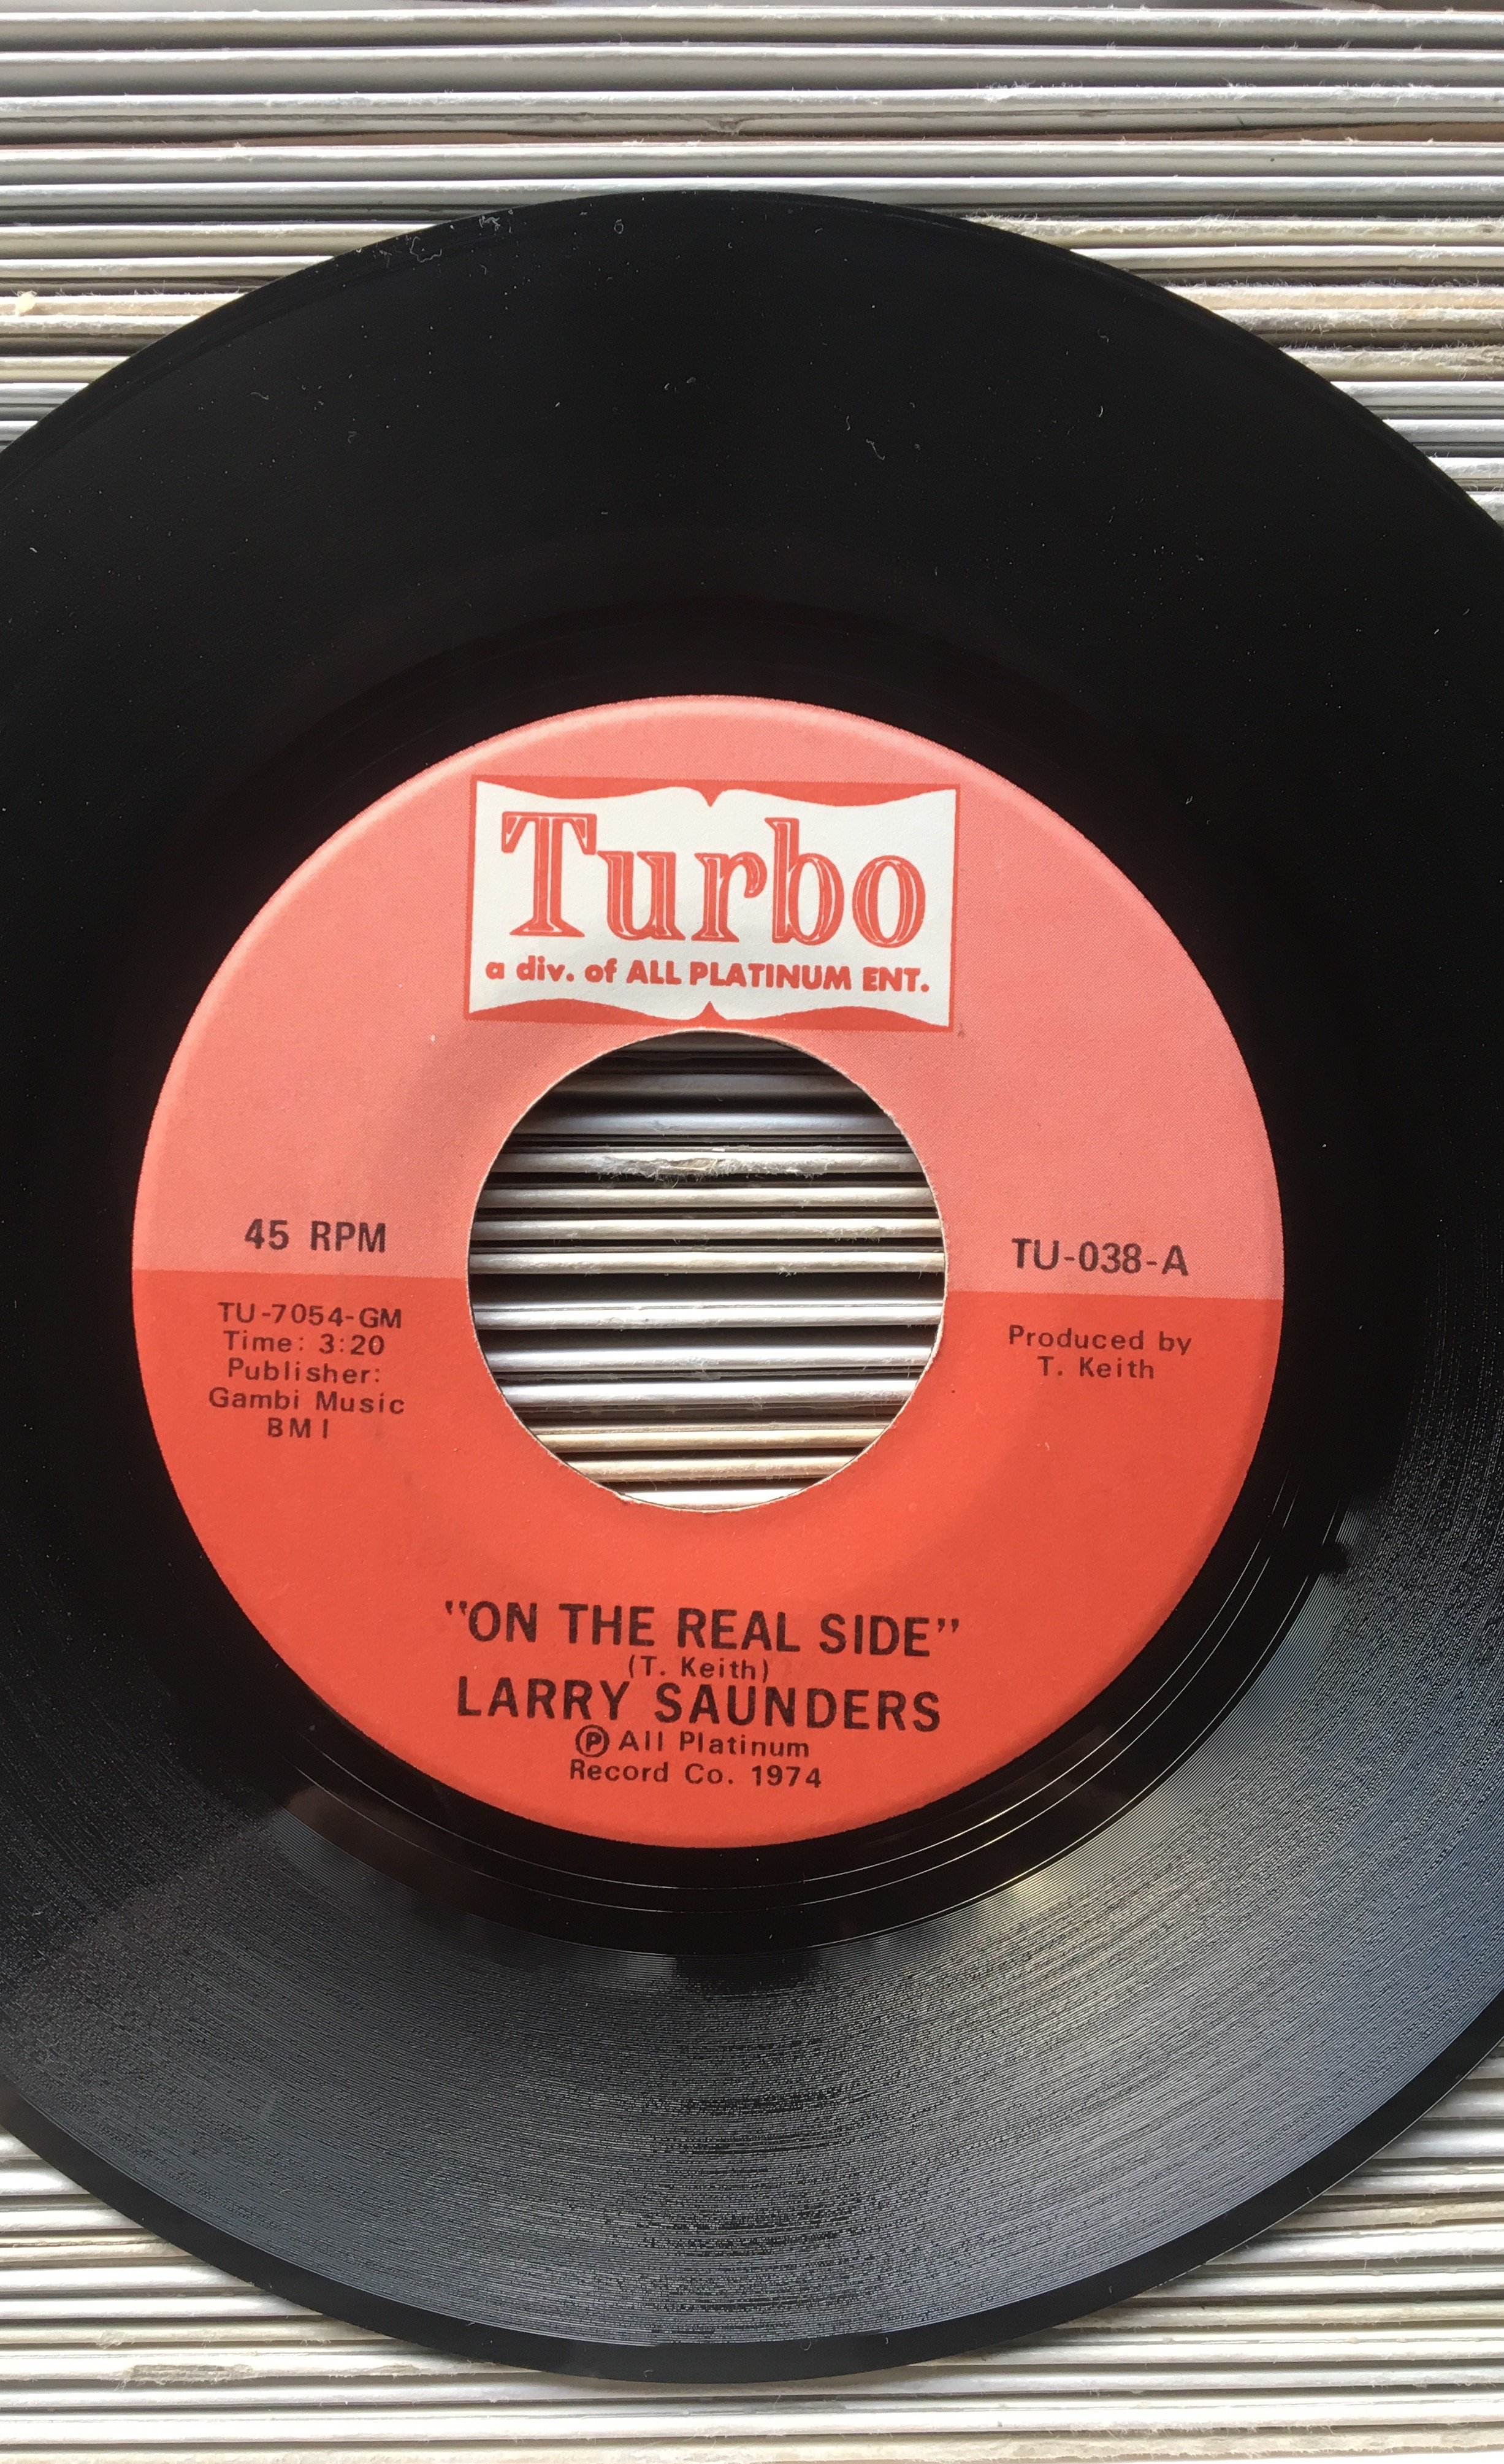 Turbo
a div. of ALL PLATINUM ENT.
45 RPM
TU-038-A
TU-7054-GM
Time: 3:20
Publisher:
Gambi Music
BMI
Produced by
T. Keith
"ON THE REAL SIDE"
(T. Keith)
LARRY SAUNDERS
Ⓟ All Platinum
Record Co. 1974